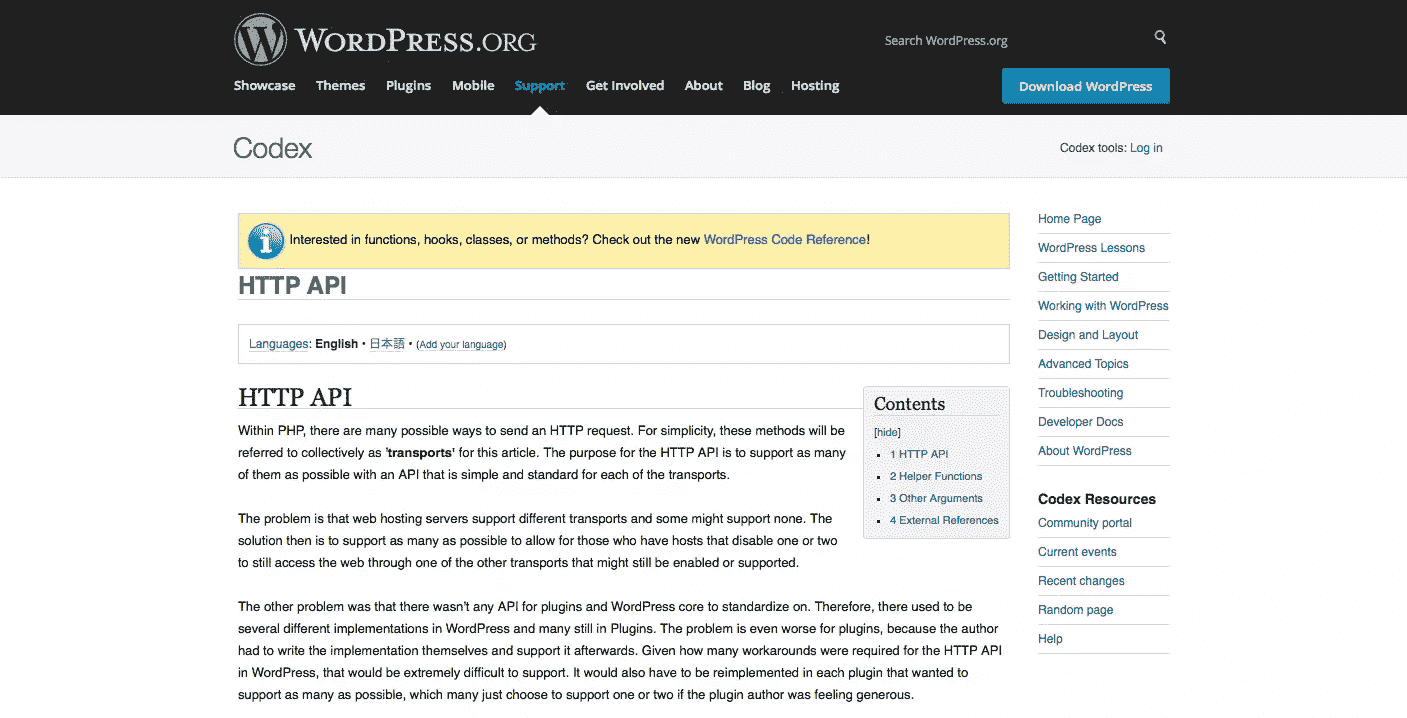 WORDPRESS.ORG
Search WordPress.org
Showcase Themes Plugins Mobile Support Get Involved About Blog Hosting
Download WordPress
Codex
Codex tools: Log in
Interested in functions, hooks, classes, or methods? Check out the new WordPress Code Reference!
HTTP API
Languages: English • 日本語 • (Add your language)
HTTP API
Within PHP, there are many possible ways to send an HTTP request. For simplicity, these methods will be
referred to collectively as 'transports' for this article. The purpose for the HTTP API is to support as many
of them as possible with an API that is simple and standard for each of the transports.
The problem is that web hosting servers support different transports and some might support none. The
solution then is to support as many as possible to allow for those who have hosts that disable one or two
to still access the web through one of the other transports that might still be enabled or supported.
The other problem was that there wasn't any API for plugins and WordPress core to standardize on. Therefore, there used to be
several different implementations in WordPress and many still in Plugins. The problem is even worse for plugins, because the author
had to write the implementation themselves and support it afterwards. Given how many workarounds were required for the HTTP API
in WordPress, that would be extremely difficult to support. It would also have to be reimplemented in each plugin that wanted to
support as many as possible, which many just choose to support one or two if the plugin author was feeling generous.
Contents
[hide]
1 HTTP API
2 Helper Functions
3 Other Arguments
4 External References
Home Page
WordPress Lessons
Getting Started
Working with WordPress
Design and Layout
Advanced Topics
Troubleshooting
Developer Docs
About WordPress
Codex Resources
Community portal
Current events
Recent changes
Random page
Help